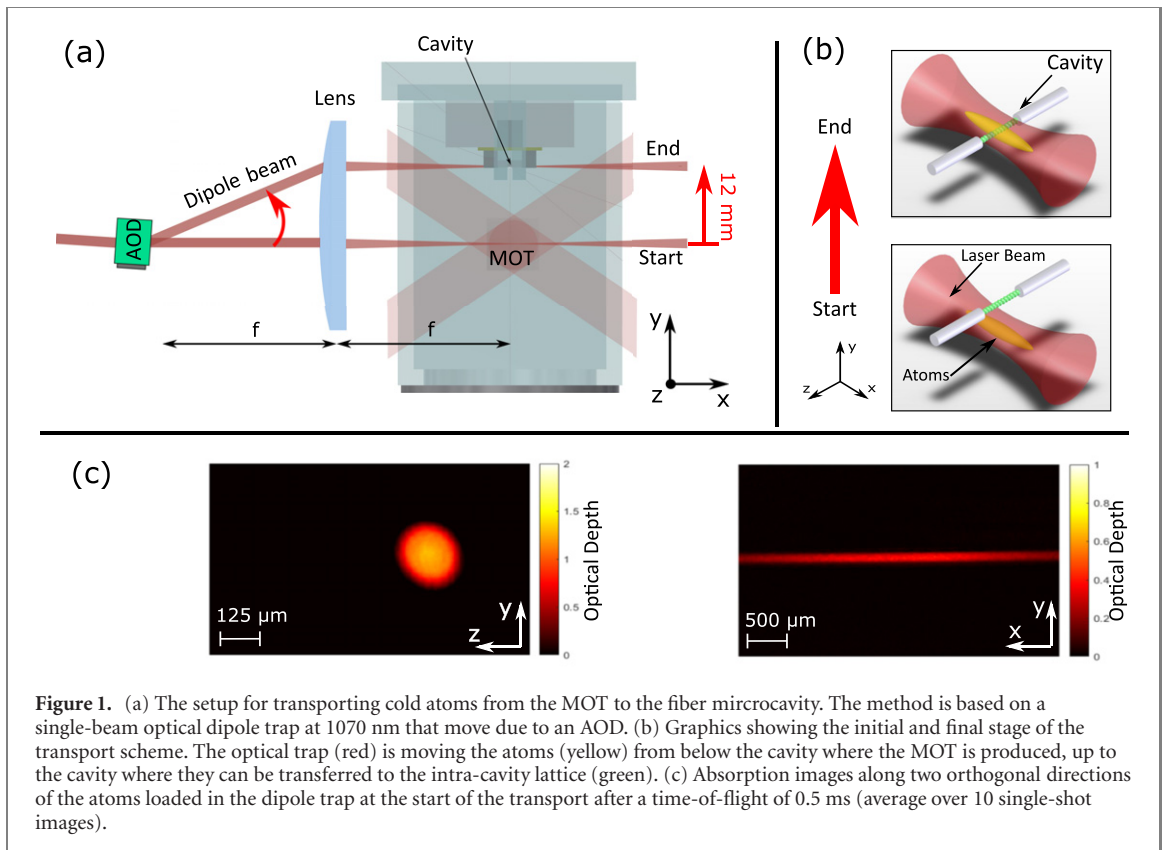 (a)
Cavity
Lens
Dipole beam
AOD
End
12 mm
MOT
Start
f
f
y
z
x
(b)
Cavity
End
Laser Beam
Start
Atoms
y
z
x
(c)
2
1.5
1
0.5
0
Optical Depth
125 μm
y
z
1
0.8
0.6
0.4
0.2
0
Optical Depth
500 μm
y
x
Figure 1. (a) The setup for transporting cold atoms from the MOT to the fiber mircrocavity. The method is based on a
single-beam optical dipole trap at 1070 nm that move due to an AOD. (b) Graphics showing the initial and final stage of the
transport scheme. The optical trap (red) is moving the atoms (yellow) from below the cavity where the MOT is produced, up to
the cavity where they can be transferred to the intra-cavity lattice (green). (c) Absorption images along two orthogonal directions
of the atoms loaded in the dipole trap at the start of the transport after a time-of-flight of 0.5 ms (average over 10 single-shot
images).